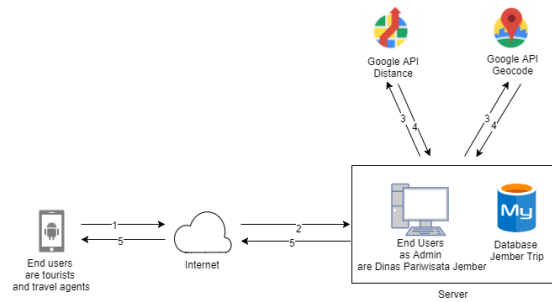 Google API
Distance
Google API
Geocode
3
4
3
4
1
5
2
5
My
End users
are tourists
and travel agents
Internet
End Users
as Admin
are Dinas Pariwisata Jember
Database
Jember Trip
Server